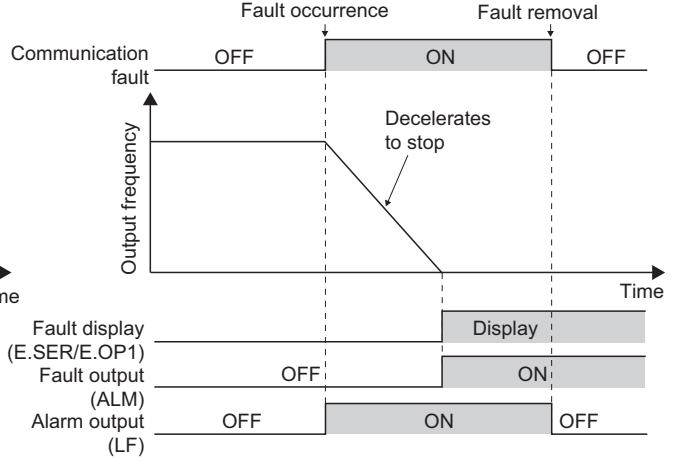 Fault occurrence
Fault removal
Communication
fault
OFF
ON
OFF
Output frequency
Decelerates
to stop
me
Time
Fault display
(E.SER/E.OP1)
Display
Fault output
(ALM)
OFF
ON
Alarm output
(LF)
OFF
ON
OFF